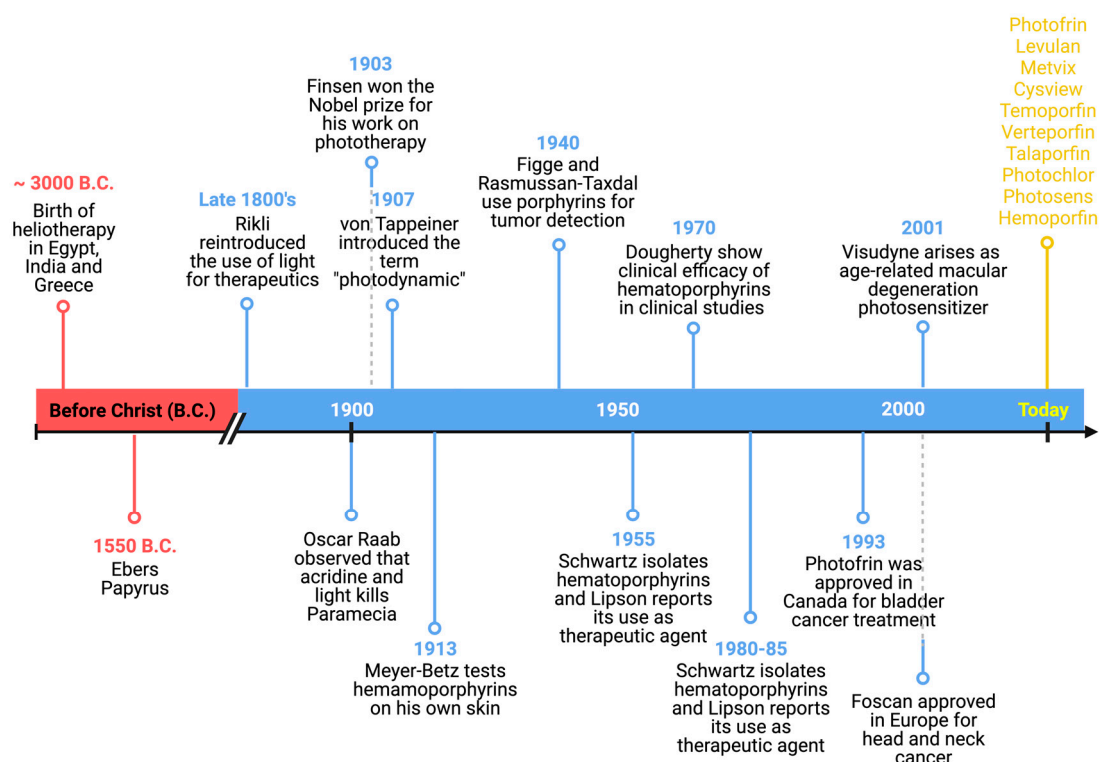 Photofrin
Levulan
Metvix
Cysview
Temoporfin
Verteporfin
Talaporfin
Photochlor
Photosens
Hemoporfin
1903
Finsen won the
Nobel prize for
his work on
phototherapy
1940
Figge and
Rasmussan-Taxdal
use porphyrins for
tumor detection
~ 3000 B.C.
Birth of
heliotherapy
in Egypt,
India and
Greece
Late 1800's
Rikli
reintroduced
the use of light
for therapeutics
1907
von Tappeiner
introduced the
term
"photodynamic"
1970
Dougherty show
clinical efficacy of
hematoporphyrins
in clinical studies
2001
Visudyne arises as
age-related macular
degeneration
photosensitizer
Before Christ (B.C.)
1900
1950
2000
Today
1550 B.C.
Ebers
Papyrus
Oscar Raab
observed that
acridine and
light kills
Paramecia
1913
Meyer-Betz tests
hemamoporphyrins
on his own skin
1955
Schwartz isolates
hematoporphyrins
and Lipson reports
its use as
therapeutic agent
1980-85
Schwartz isolates
hematoporphyrins
and Lipson reports
its use as
therapeutic agent
1993
Photofrin was
approved in
Canada for bladder
cancer treatment
Foscan approved
in Europe for
head and neck
cancer